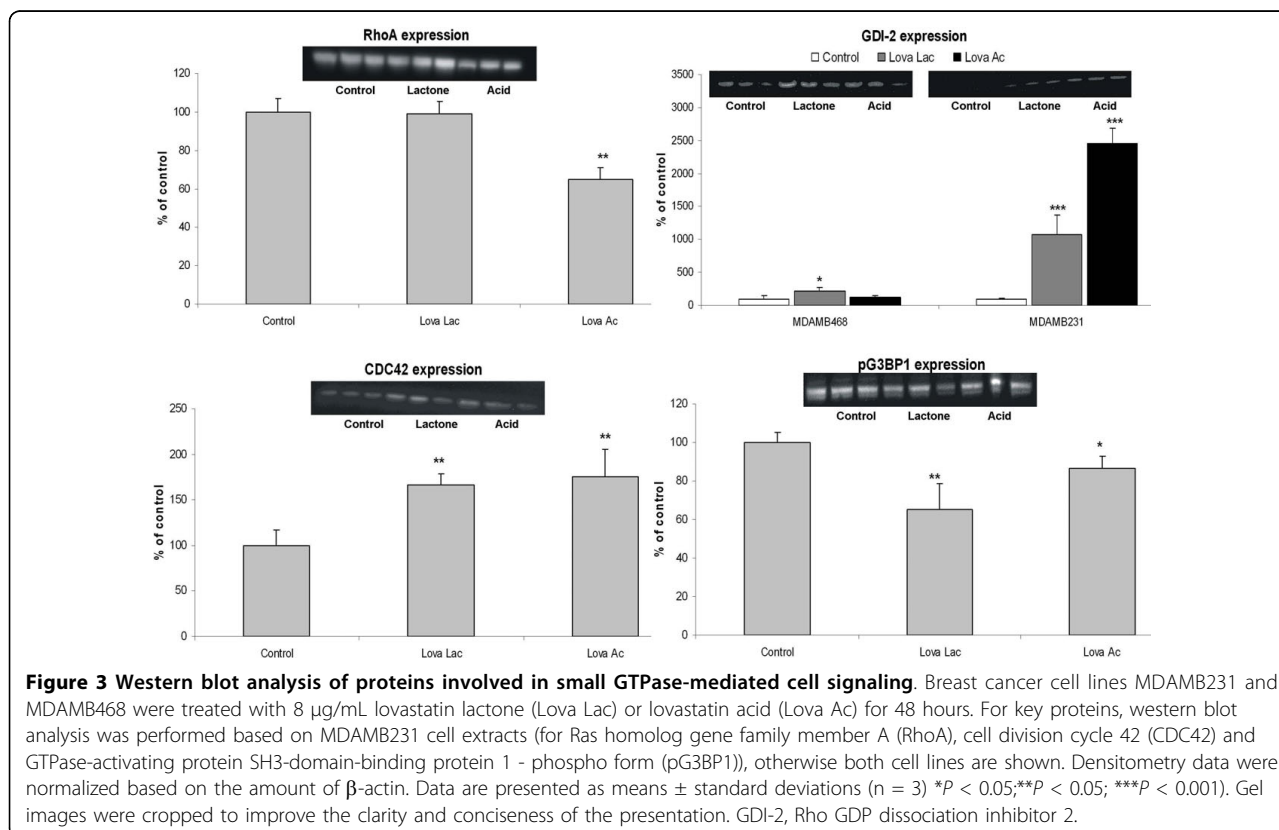 RhoA expression
120
100
80
60
40
20
0
% of control
Control Lactone Acid
**
Control Lova Lac Lova Ac
GDI-2 expression
Control Lova Lac Lova Ac
3500
3000
2500
2000
1500
1000
500
0
% of control
Control Lactone Acid Control Lactone Acid
* *** ***
MDAMB468 MDAMB231
CDC42 expression
250
200
150
100
50
0
% of control
Control Lactone Acid
** **
Control Lova Lac Lova Ac
pG3BP1 expression
120
100
80
60
40
20
0
% of control
Control Lactone Acid
** *
Control Lova Lac Lova Ac
Figure 3 Western blot analysis of proteins involved in small GTPase-mediated cell signaling. Breast cancer cell lines MDAMB231 and
MDAMB468 were treated with 8 μg/mL lovastatin lactone (Lova Lac) or lovastatin acid (Lova Ac) for 48 hours. For key proteins, western blot
analysis was performed based on MDAMB231 cell extracts (for Ras homolog gene family member A (RhoA), cell division cycle 42 (CDC42) and
GTPase-activating protein SH3-domain-binding protein 1 - phospho form (pG3BP1)), otherwise both cell lines are shown. Densitometry data were
normalized based on the amount of β-actin. Data are presented as means ± standard deviations (n = 3) *P < 0.05;**P < 0.05; ***P < 0.001). Gel
images were cropped to improve the clarity and conciseness of the presentation. GDI-2, Rho GDP dissociation inhibitor 2.